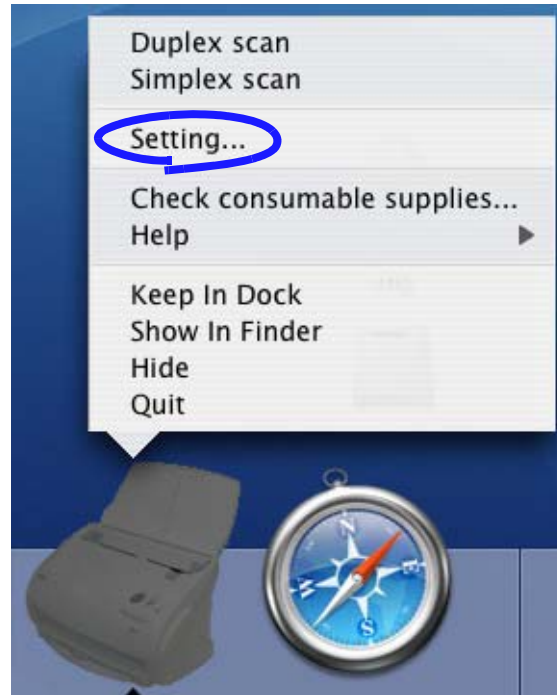 Duplex scan
Simplex scan
Setting...
Check consumable supplies...
Help
Keep In Dock
Show In Finder
Hide
Quit
N
E
S
W